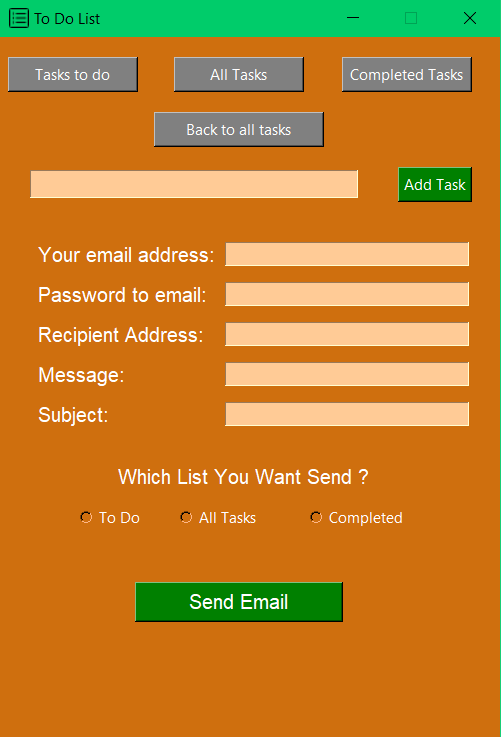 To Do List
Tasks to do
All Tasks
Completed Tasks
Back to all tasks
Add Task
Your email address:
Password to email:
Recipient Address:
Message:
Subject:
Which List You Want Send ?
To Do
All Tasks
Completed
Send Email